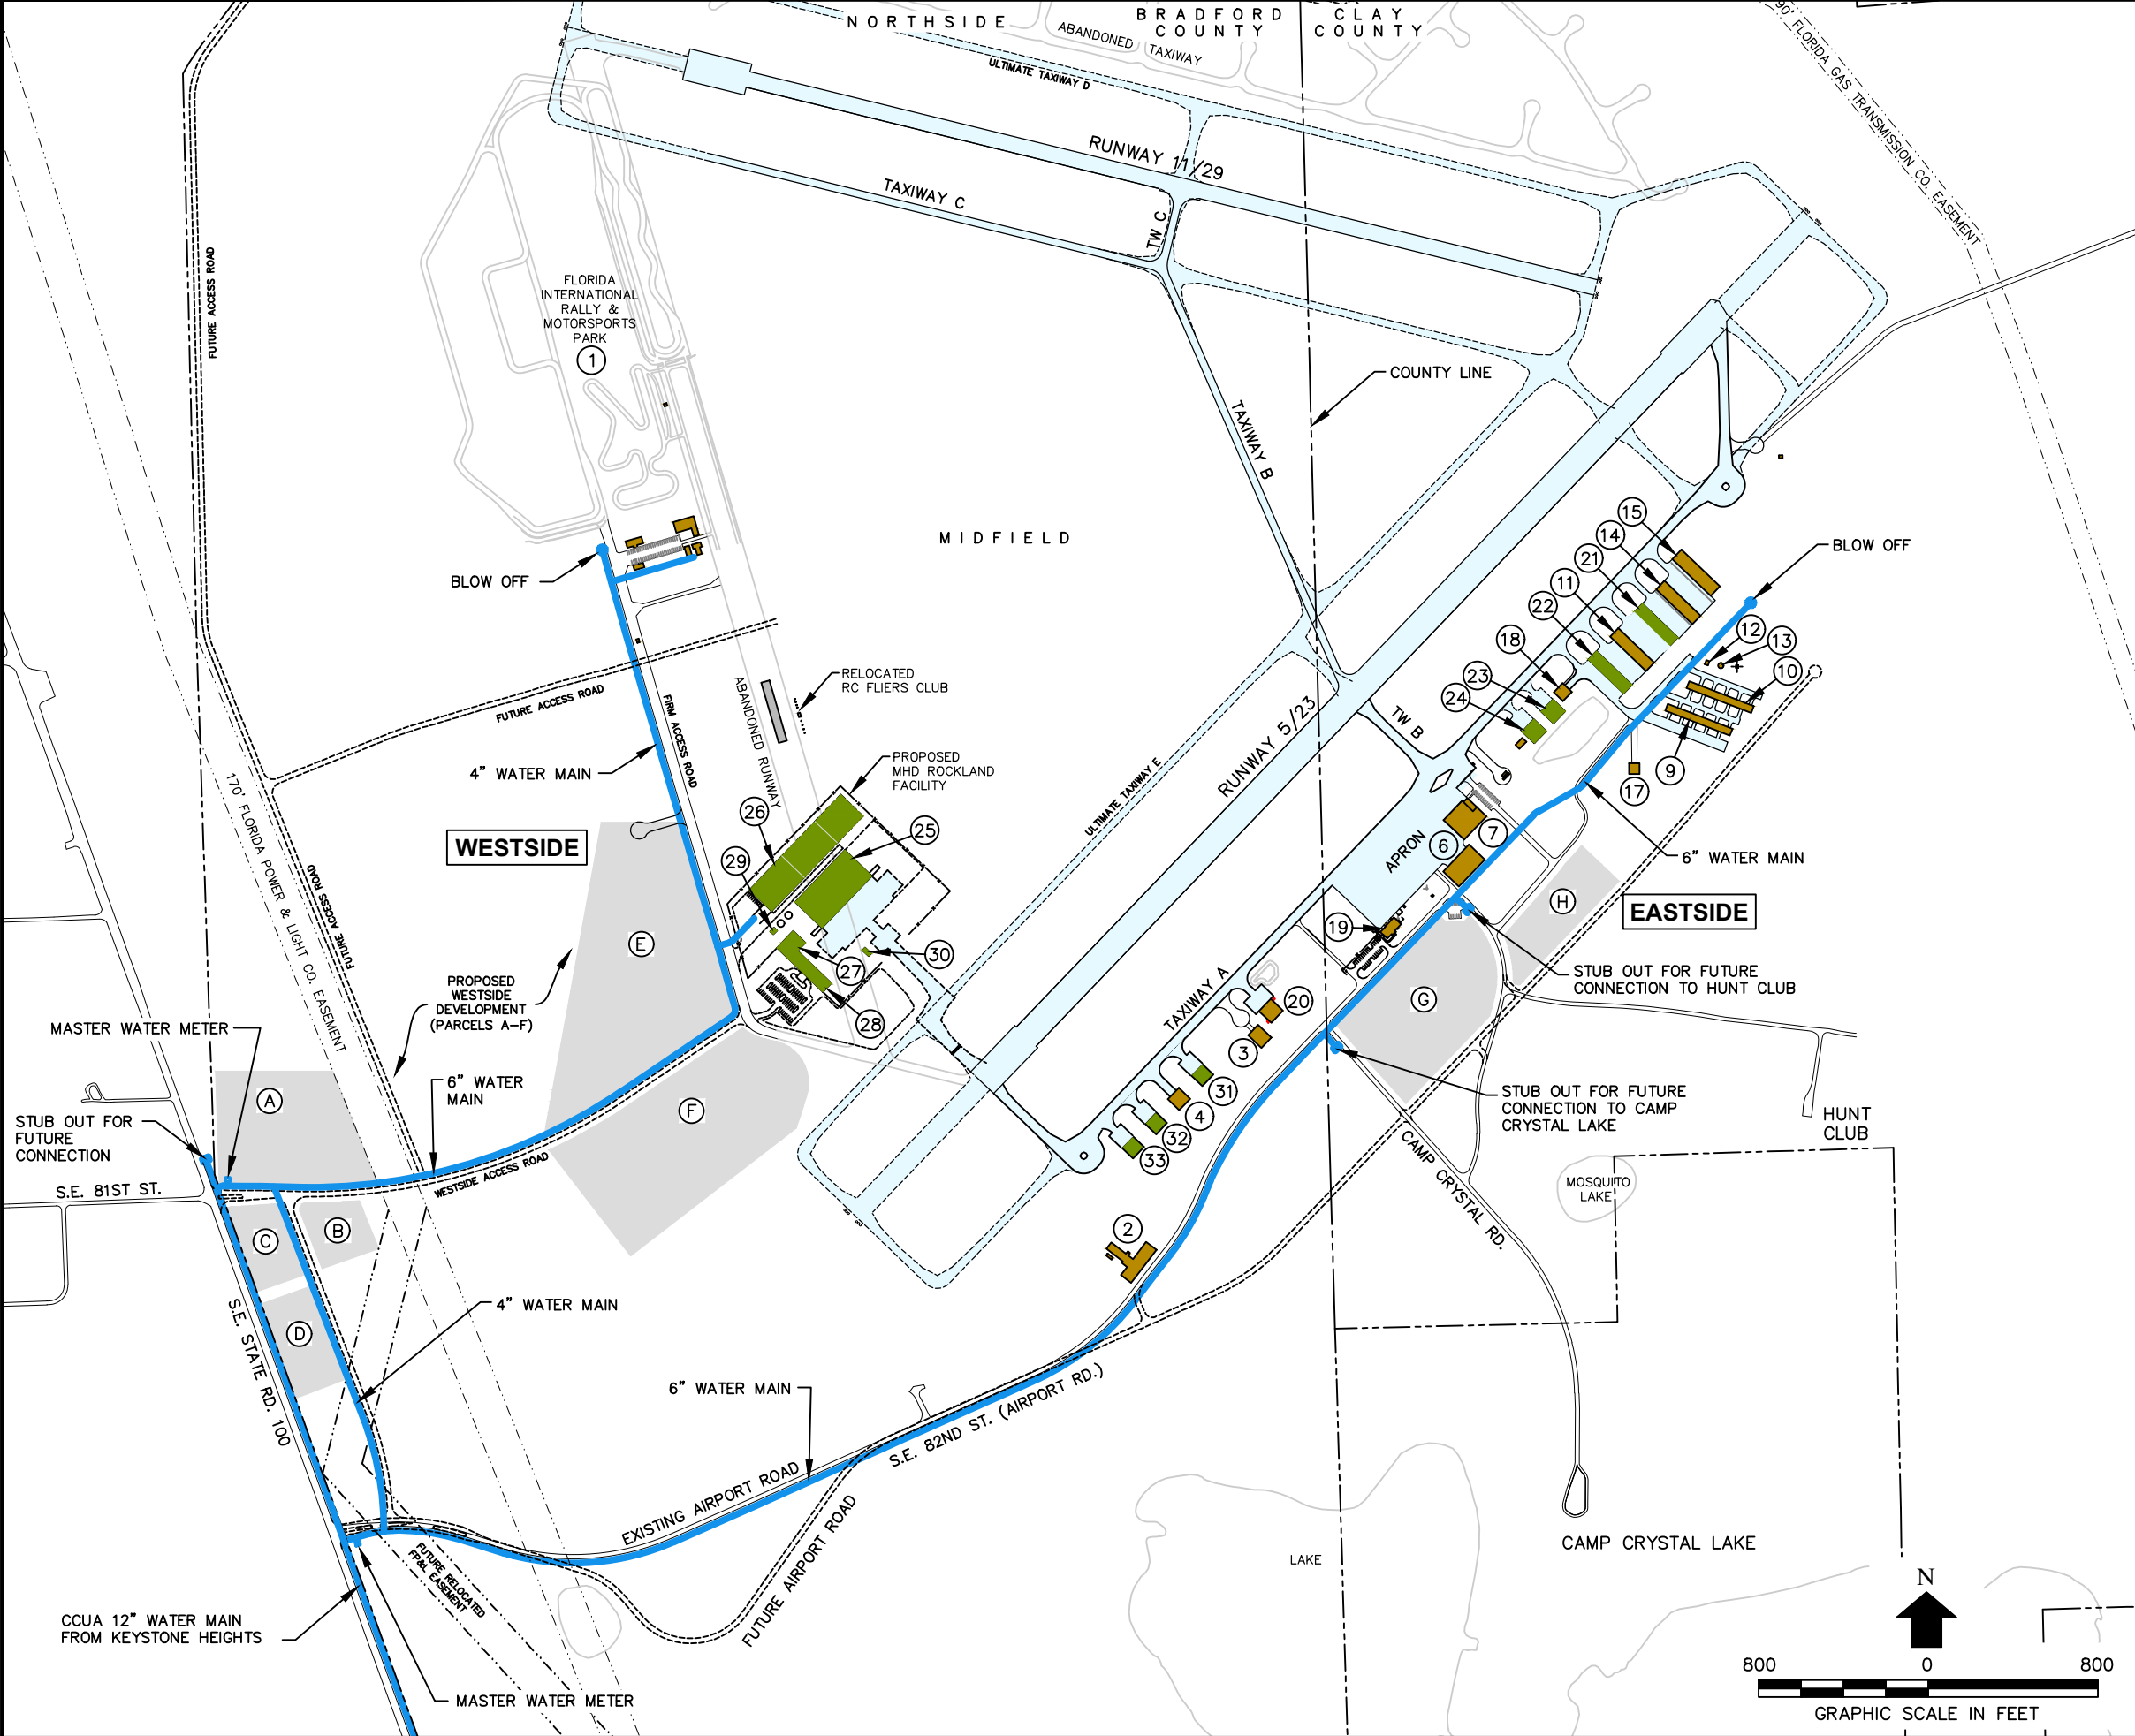 NORTHSIDE
BRADFORD
COUNTY
CLAY
COUNTY
ABANDONED TAXIWAY
ULTIMATE TAXIWAY D
90' FLORIDA GAS TRANSMISSION CO. EASEMENT
RUNWAY 11/29
TAXIWAY C
TW C
FUTURE ACCESS ROAD
FLORIDA
INTERNATIONAL
RALLY &
MOTORSPORTS
PARK
1
COUNTY LINE
TAXIWAY B
MIDFIELD
BLOW OFF
BLOW OFF
15
14
21
11
22
18
23
24
12
13
10
9
17
RELOCATED
RC FLIERS CLUB
FUTURE ACCESS ROAD
FIRM ACCESS ROAD
ABANDONED RUNWAY
4" WATER MAIN
PROPOSED
MHD ROCKLAND
FACILITY
RUNWAY 5/23
TW B
ULTIMATE TAXIWAY E
26
25
29
WESTSIDE
170' FLORIDA POWER & LIGHT CO. EASEMENT
FUTURE ACCESS ROAD
APRON
6
7
6" WATER MAIN
H
EASTSIDE
E
19
30
27
28
PROPOSED
WESTSIDE
DEVELOPMENT
(PARCELS A-F)
STUB OUT FOR FUTURE
CONNECTION TO HUNT CLUB
G
TAXIWAY A
20
3
31
4
32
33
MASTER WATER METER
6" WATER
MAIN
A
F
STUB OUT FOR
FUTURE
CONNECTION
STUB OUT FOR FUTURE
CONNECTION TO CAMP
CRYSTAL LAKE
HUNT
CLUB
CAMP CRYSTAL RD.
MOSQUITO
LAKE
S.E. 81ST ST.
WESTSIDE ACCESS ROAD
C
B
2
D
4" WATER MAIN
S.E. STATE RD. 100
6" WATER MAIN
S.E. 82ND ST. (AIRPORT RD.)
EXISTING AIRPORT ROAD
FUTURE AIRPORT ROAD
FUTURE RELOCATED
FP&L EASEMENT
LAKE
CAMP CRYSTAL LAKE
CCUA 12" WATER MAIN
FROM KEYSTONE HEIGHTS
MASTER WATER METER
N
800 0 800
GRAPHIC SCALE IN FEET